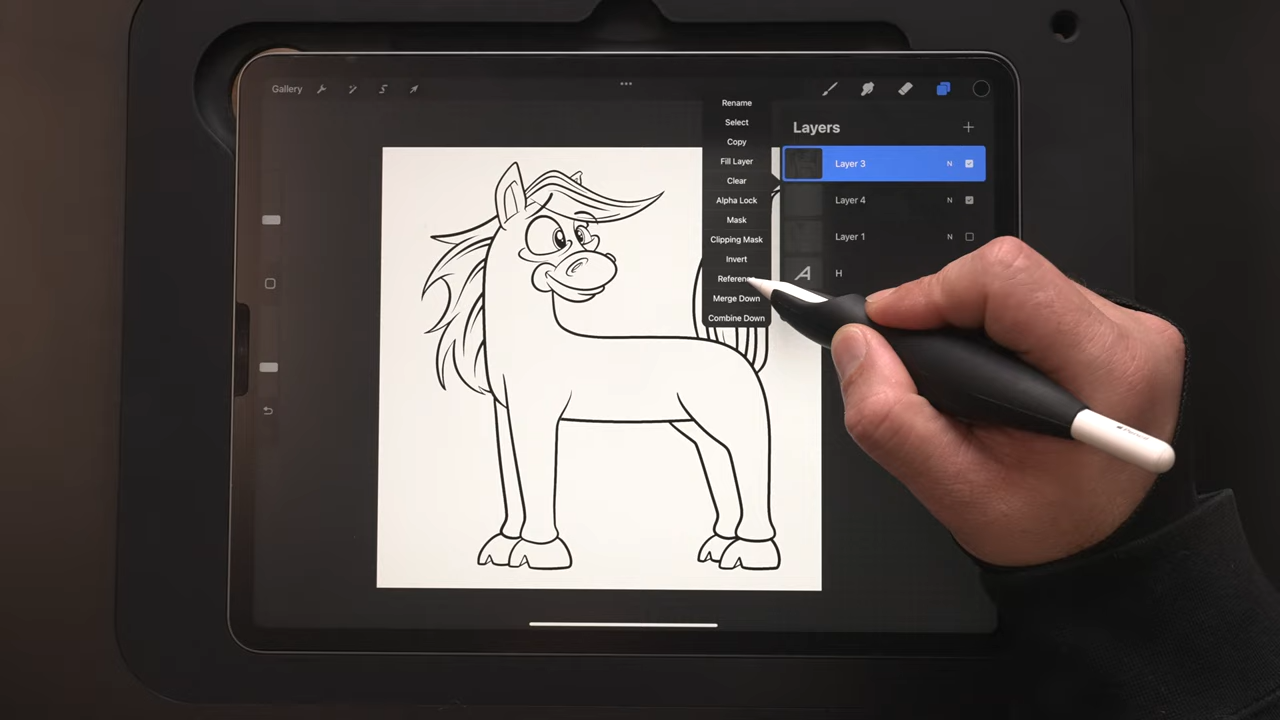 Gallery
Rename
Select
Copy
Fill Layer
Clear
Alpha Lock
Mask
Clipping Mask
Invert
Reference
Merge Down
Combine Down
Layers
Layer 3 N
Layer 4 N
Layer 1 N
A H